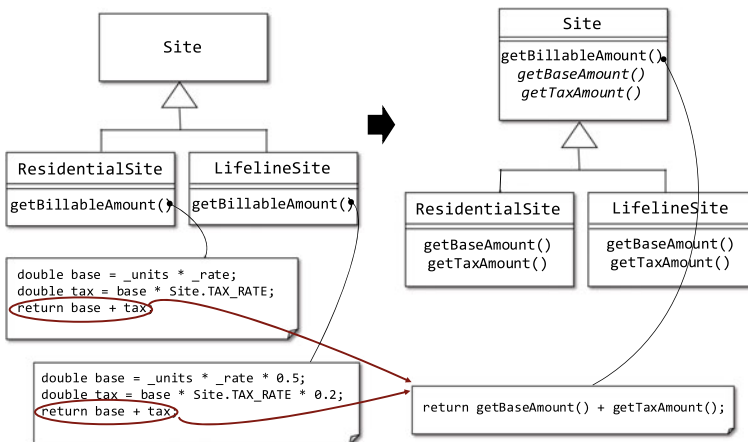 Site
ResidentialSite
getBillableAmount()
LifelineSite
getBillableAmount()
double base = _units * _rate;
double tax = base * Site.TAX_RATE;
return base + tax;
double base = _units * _rate * 0.5;
double tax = base * Site.TAX_RATE * 0.2;
return base + tax;
Site
getBillableAmount()
getBaseAmount()
getTaxAmount()
ResidentialSite
getBaseAmount()
getTaxAmount()
LifelineSite
getBaseAmount()
getTaxAmount()
return getBaseAmount() + getTaxAmount();